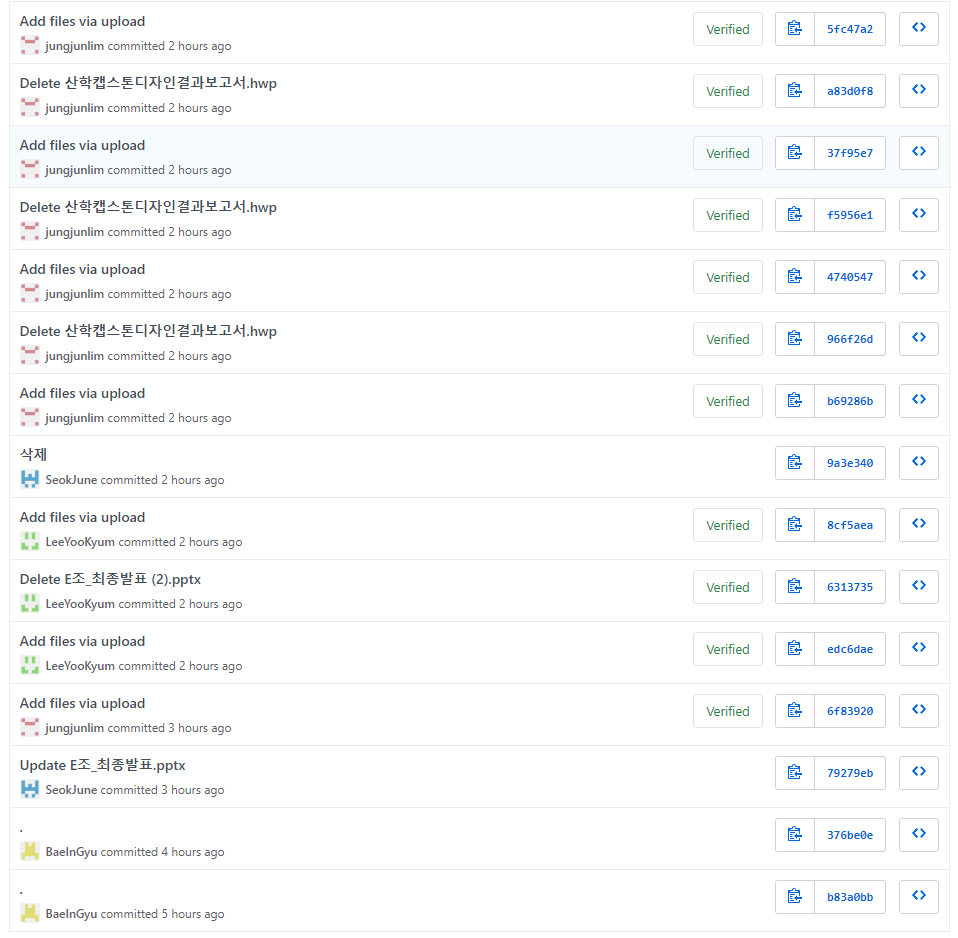 Add files via upload
jungjunlim committed 2 hours ago
Verified
5fc47a2
Delete 산학캡스톤디자인결과보고서.hwp
jungjunlim committed 2 hours ago
Verified
a83d0f8
Add files via upload
jungjunlim committed 2 hours ago
Verified
37f95e7
Delete 산학캡스톤디자인결과보고서.hwp
jungjunlim committed 2 hours ago
Verified
f5956e1
Add files via upload
jungjunlim committed 2 hours ago
Verified
4740547
Delete 산학캡스톤디자인결과보고서.hwp
jungjunlim committed 2 hours ago
Verified
966f26d
Add files via upload
jungjunlim committed 2 hours ago
Verified
b69286b
삭제
SeokJune committed 2 hours ago
9a3e340
Add files via upload
LeeYooKyum committed 2 hours ago
Verified
8cf5aea
Delete E조_최종발표 (2).pptx
LeeYooKyum committed 2 hours ago
Verified
6313735
Add files via upload
LeeYooKyum committed 2 hours ago
Verified
edc6dae
Add files via upload
jungjunlim committed 3 hours ago
Verified
6f83920
Update E조_최종발표.pptx
SeokJune committed 3 hours ago
79279eb
.
BaeInGyu committed 4 hours ago
376be0e
.
BaeInGyu committed 5 hours ago
b83a0bb